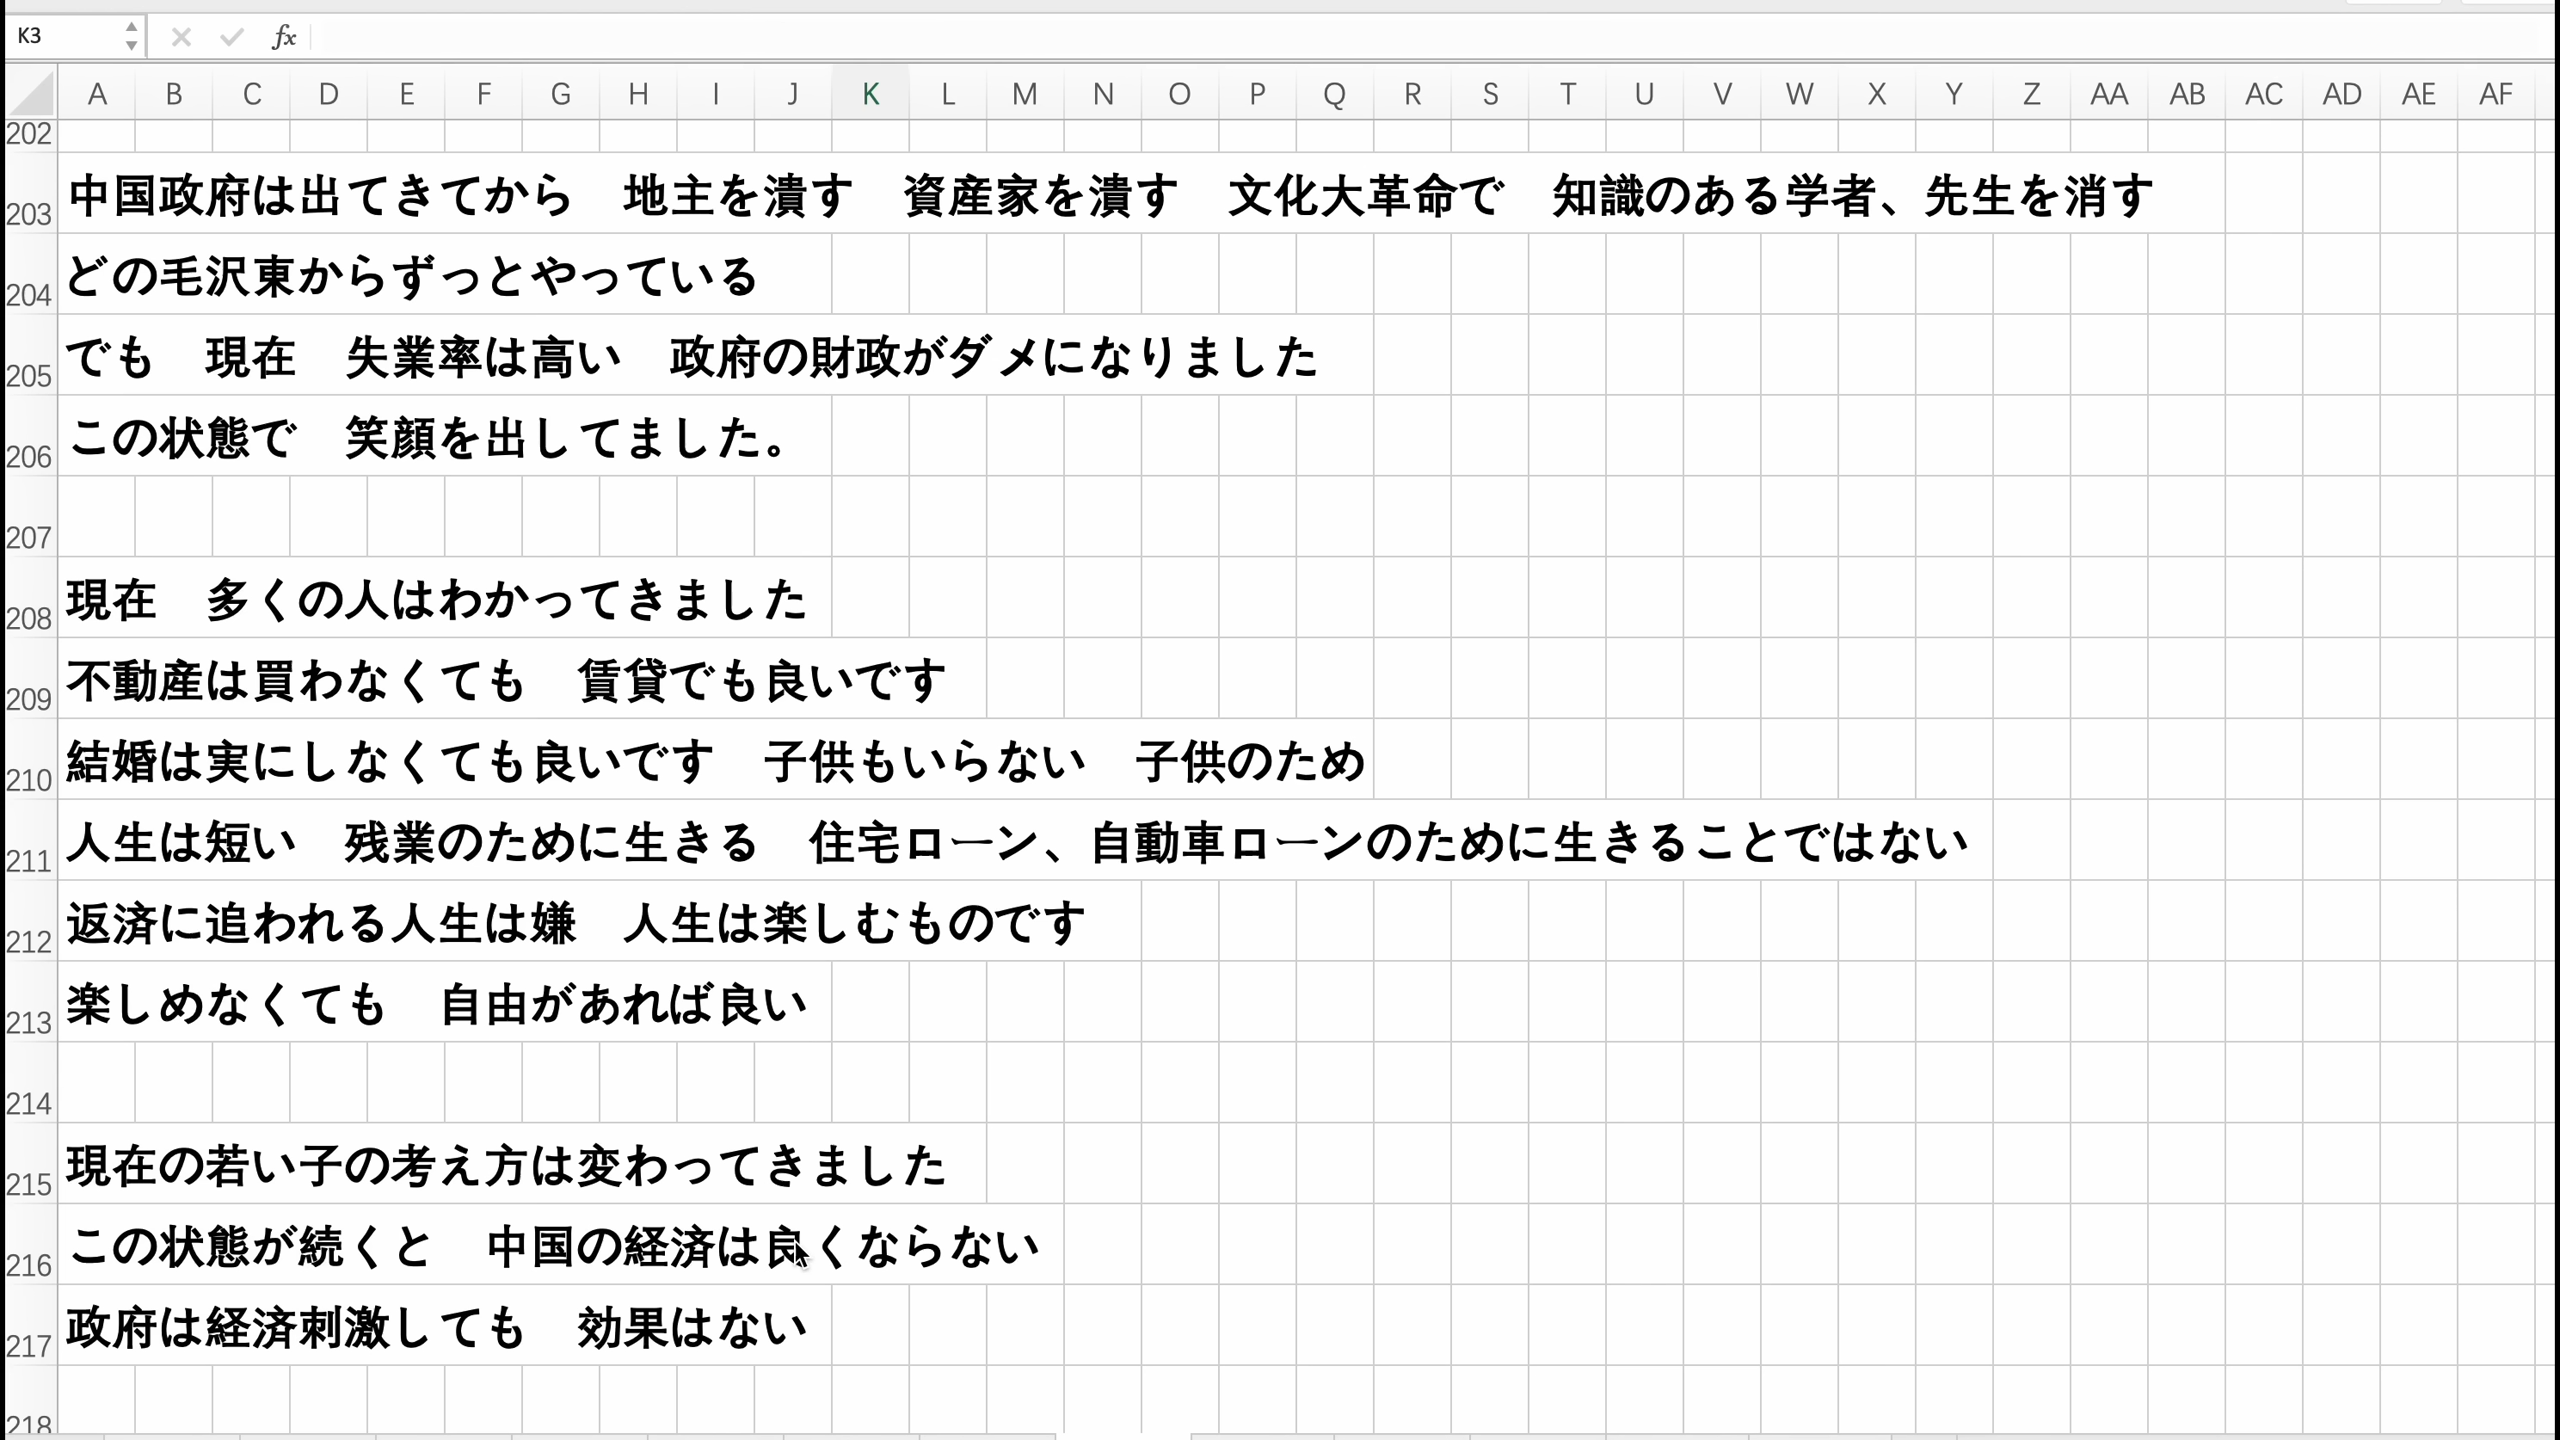 K3 fx
A B C D E F G H I J K L M N O P Q R S T U V W X Y Z AA AB AC AD AE AF
202
203 中国政府は出てきてから　地主を潰す　資産家を潰す　文化大革命で　知識のある学者、先生を消す
204 どの毛沢東からずっとやっている
205 でも　現在　失業率は高い　政府の財政がダメになりました
206 この状態で　笑顔を出してました。
207
208 現在　多くの人はわかってきました
209 不動産は買わなくても　賃貸でも良いです
210 結婚は実にしなくても良いです　子供もいらない　子供のため
211 人生は短い　残業のために生きる　住宅ローン、自動車ローンのために生きることではない
212 返済に追われる人生は嫌　人生は楽しむものです
213 楽しめなくても　自由があれば良い
214
215 現在の若い子の考え方は変わってきました
216 この状態が続くと　中国の経済は良くならない
217 政府は経済刺激しても　効果はない
218